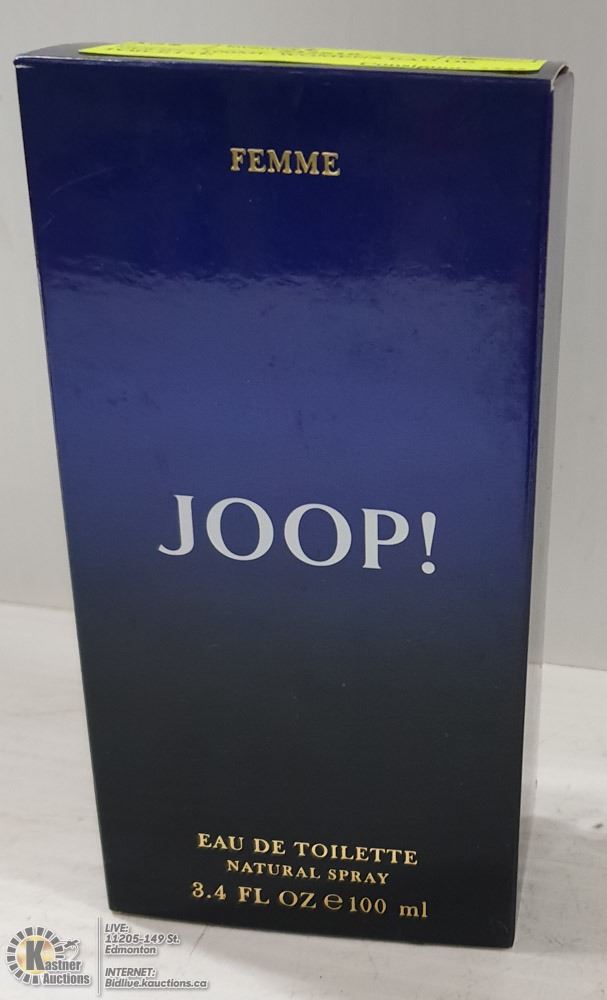 FEMME
JOOP!
EAU DE TOILETTE
NATURAL SPRAY
3.4 FL OZ ℮ 100 ml
Kastner
Auctions
LIVE:
11205-149 St.
Edmonton
INTERNET:
Bidlive.kauctions.ca